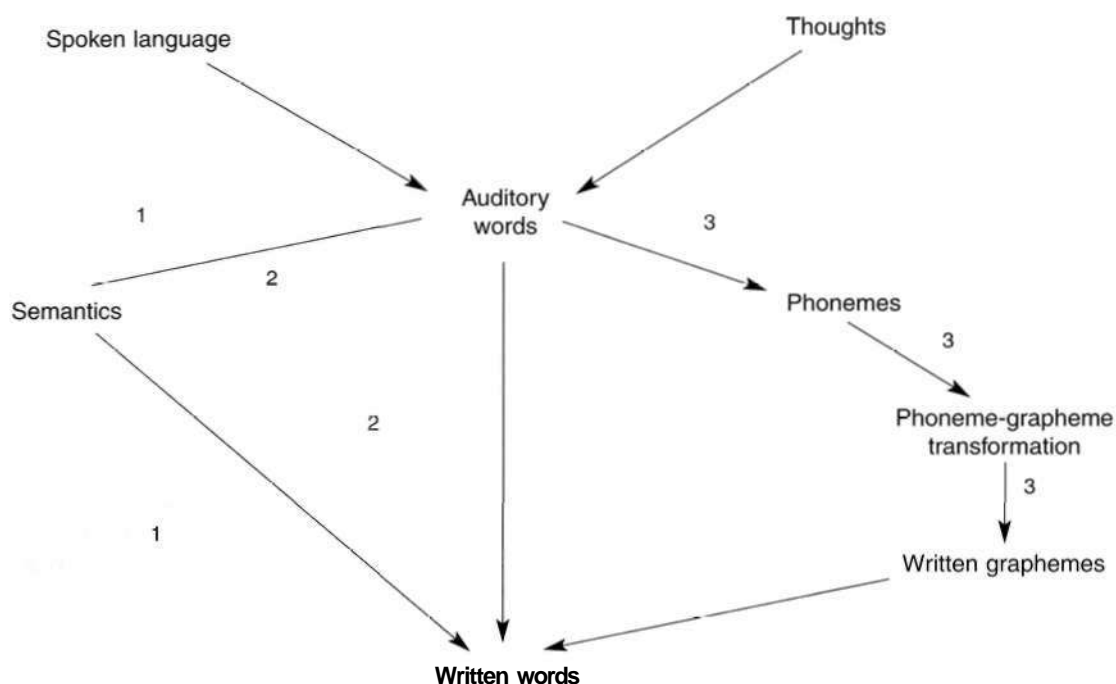 Spoken language
Thoughts
Auditory
words
1
3
2
Semantics
Phonemes
3
2
Phoneme-grapheme
transformation
3
1
Written graphemes
Written words